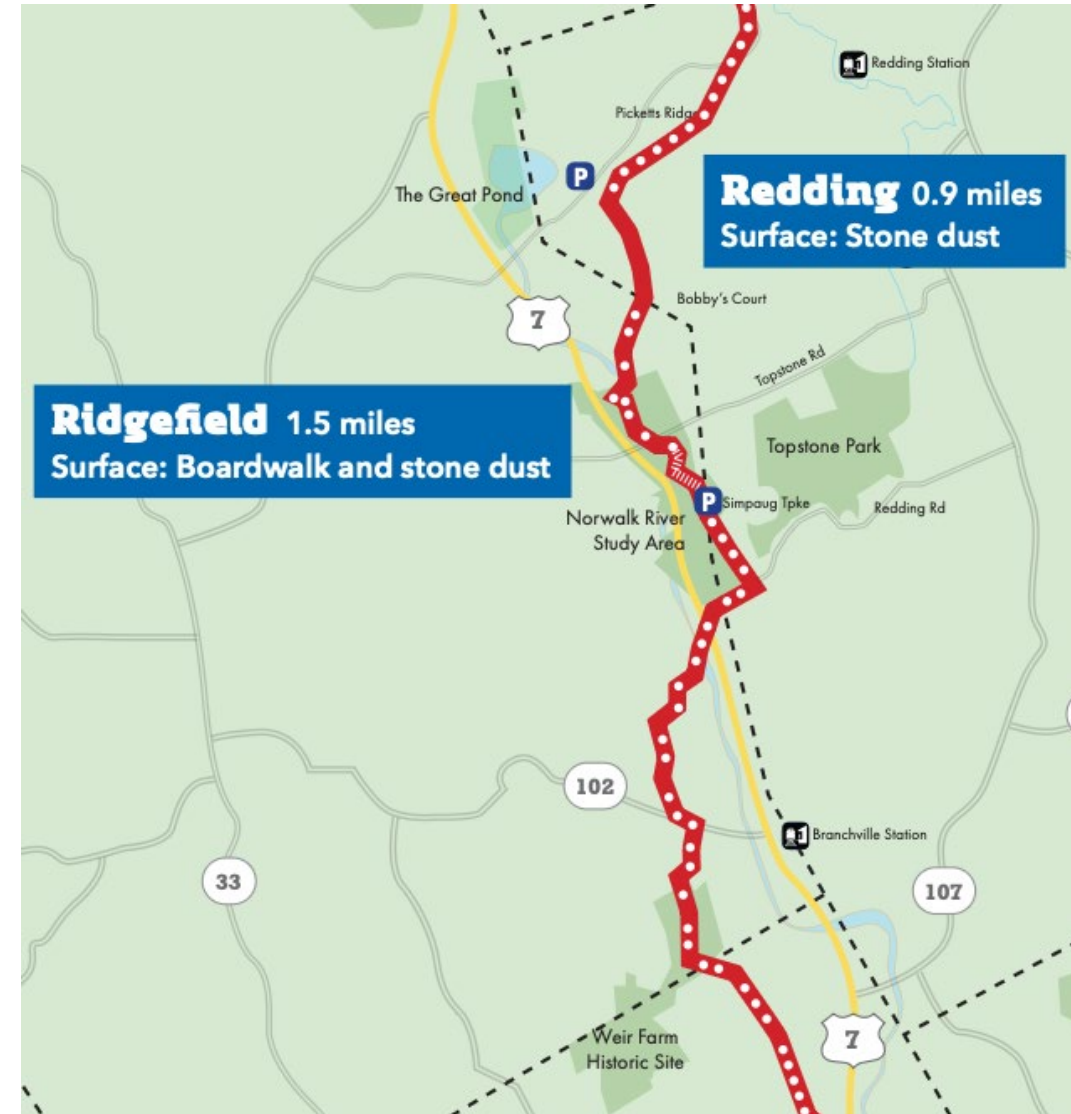 Redding Station
Picketts Ridg
P
The Great Pond
Redding 0.9 miles
Surface: Stone dust
Bobby's Court
7
Topstone Rd
Ridgefield 1.5 miles
Surface: Boardwalk and stone dust
Topstone Park
P
Simpaug Tpke
Redding Rd
Norwalk River
Study Area
102
Branchville Station
33
107
7
Weir Farm
Historic Site